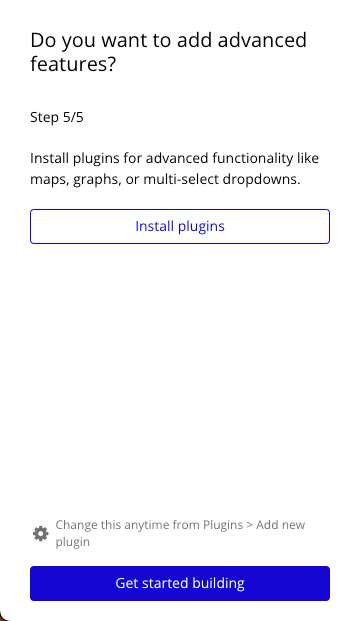 Do you want to add advanced
features?
Step 5/5
Install plugins for advanced functionality like
maps, graphs, or multi-select dropdowns.
Install plugins
Change this anytime from Plugins > Add new
plugin
Get started building